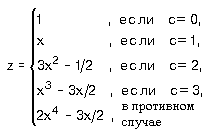 1 , если c=0,
x , если c=1,
z = 3x² - 1/2 , если c=2,
x³ - 3x/2 , если c=3,
2x⁴ - 3x/2 , в противном случае